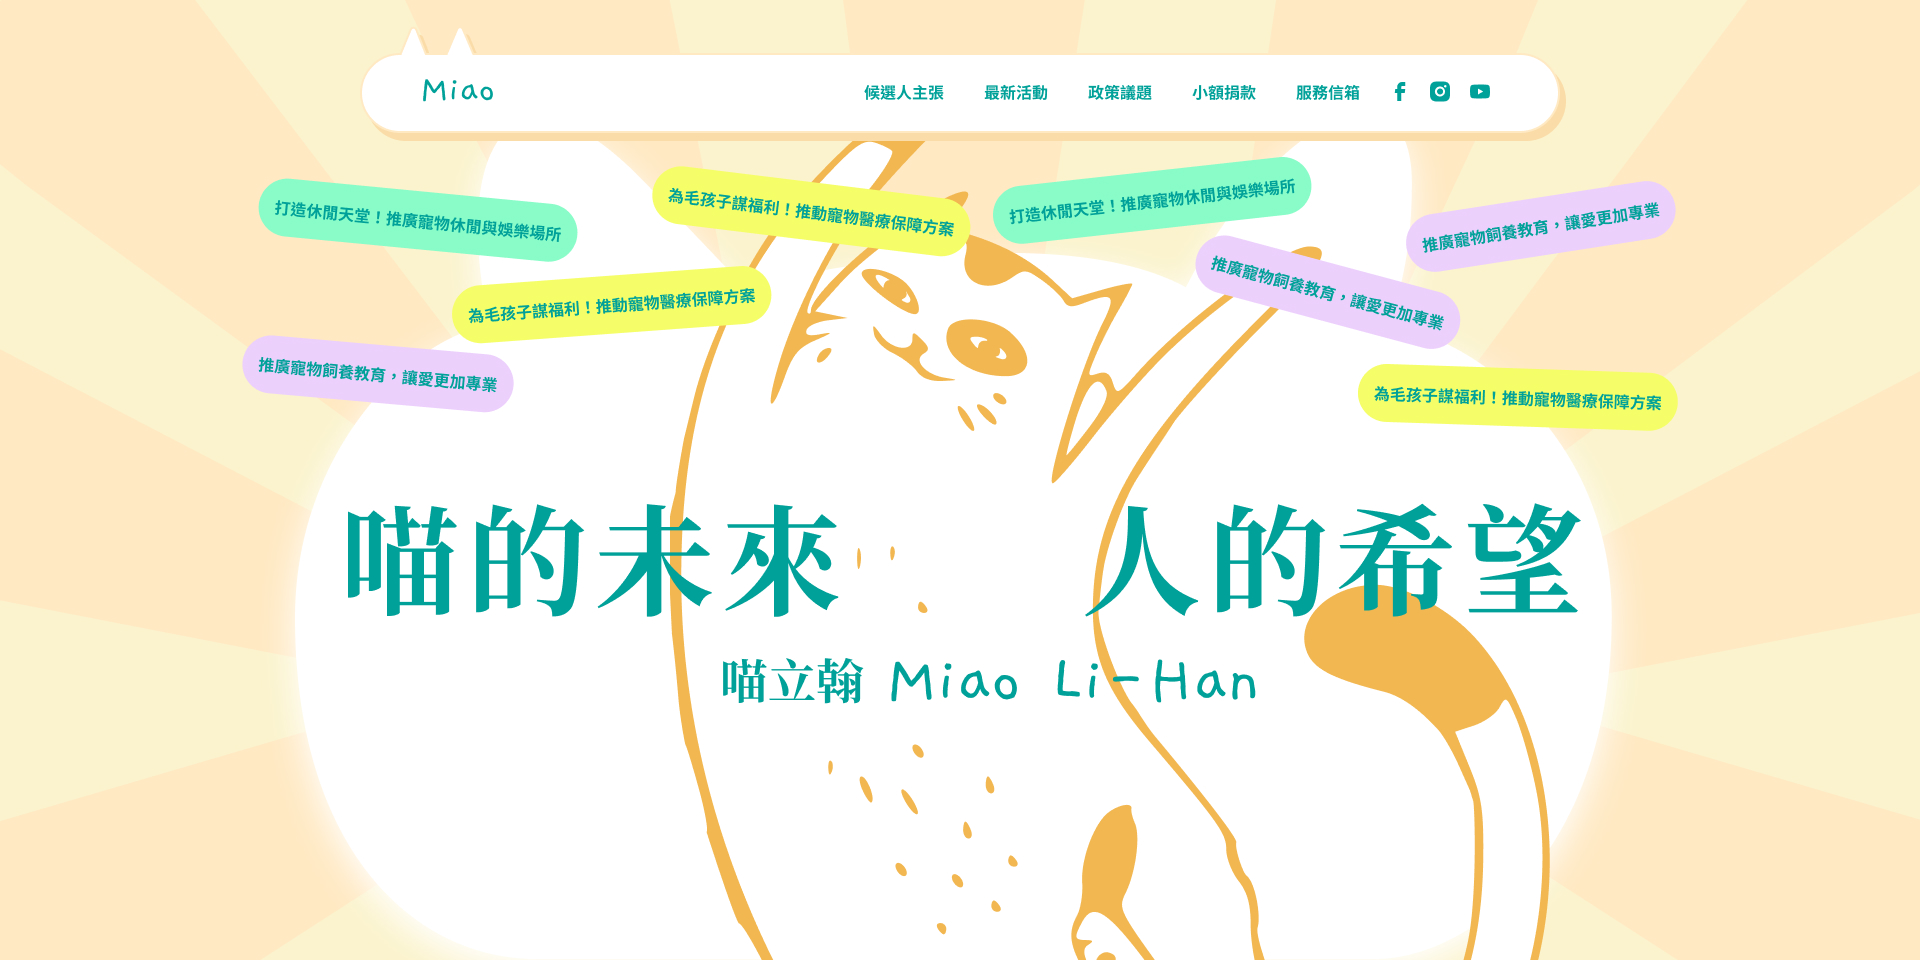 Miao
候選人主張 最新活動 政策議題 小額捐款 服務信箱
打造休閒天堂！推廣寵物休閒與娛樂場所
為毛孩子謀福利！推動寵物醫療保障方案
打造休閒天堂！推廣寵物休閒與娛樂場所
推廣寵物飼養教育，讓愛更加專業
為毛孩子謀福利！推動寵物醫療保障方案
推廣寵物飼養教育，讓愛更加專業
推廣寵物飼養教育，讓愛更加專業
為毛孩子謀福利！推動寵物醫療保障方案
喵的未來 人的希望
喵立翰 Miao Li-Han